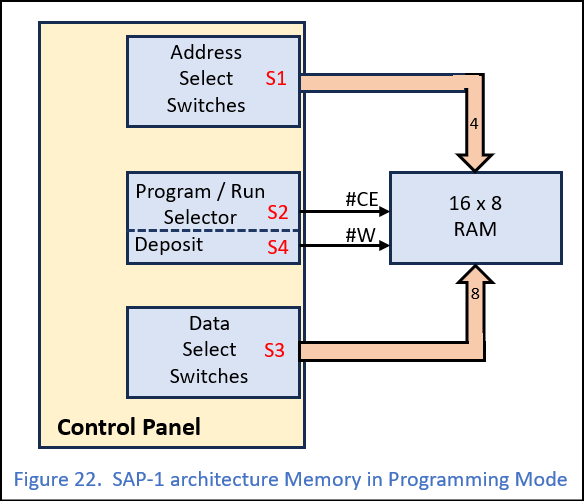 Address
Select S1
Switches
4
Program / Run
Selector S2
#CE
16 x 8
RAM
Deposit S4
#W
8
Data
Select S3
Switches
Control Panel
Figure 22. SAP-1 architecture Memory in Programming Mode